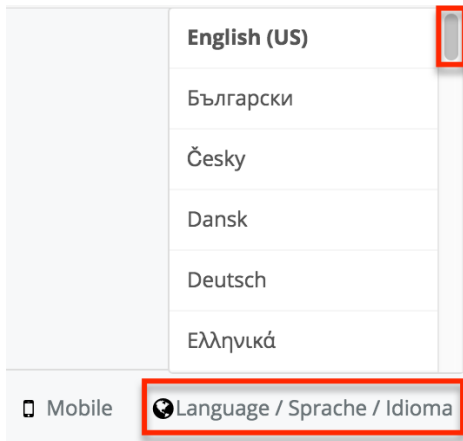 English (US)
Български
Česky
Dansk
Deutsch
Ελληνικά
Mobile
Language / Sprache / Idioma